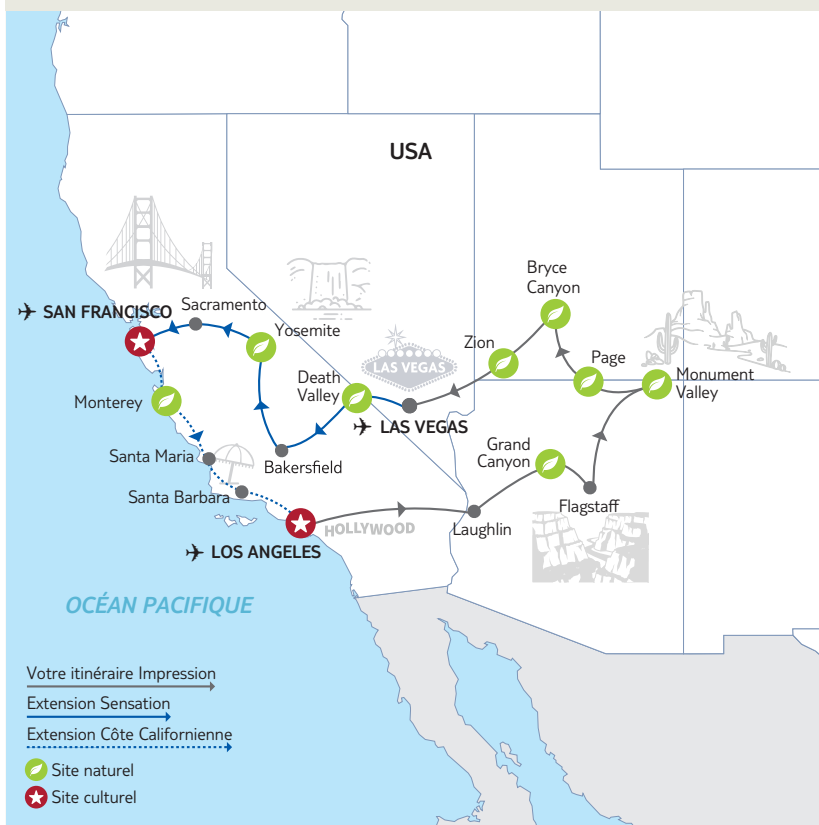 USA
Bryce
Canyon
SAN FRANCISCO
Sacramento
Yosemite
Zion
LAS VEGAS
Page
Death
Valley
Monument
Valley
Monterey
LAS VEGAS
Grand
Canyon
Santa Maria
Bakersfield
Santa Barbara
Flagstaff
HOLLYWOOD
Laughlin
LOS ANGELES
OCÉAN PACIFIQUE
Votre itinéraire Impression
Extension Sensation
Extension Côte Californienne
Site naturel
Site culturel